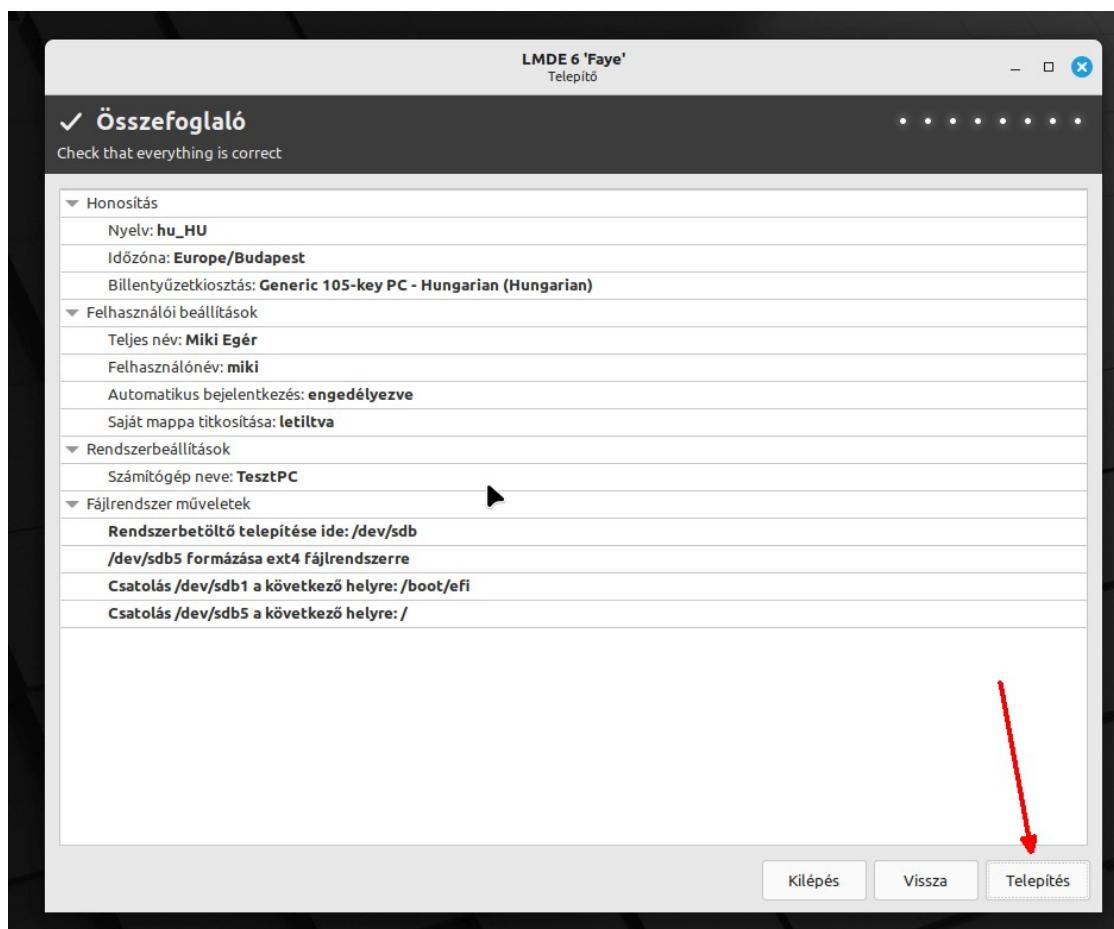 LMDE 6 'Faye'
Telepítő
Összefoglaló
Check that everything is correct
Honosítás
Nyelv: hu_HU
Időzóna: Europe/Budapest
Billentyűzetkiosztás: Generic 105-key PC - Hungarian (Hungarian)
Felhasználói beállítások
Teljes név: Miki Egér
Felhasználónév: miki
Automatikus bejelentkezés: engedélyezve
Saját mappa titkosítása: letiltva
Rendszerbeállítások
Számítógép neve: TesztPC
Fájlrendszer műveletek
Rendszerbetöltő telepítése ide: /dev/sdb
/dev/sdb5 formázása ext4 fájlrendszerre
Csatolás /dev/sdb1 a következő helyre: /boot/efi
Csatolás /dev/sdb5 a következő helyre: /
Kilépés Vissza Telepítés